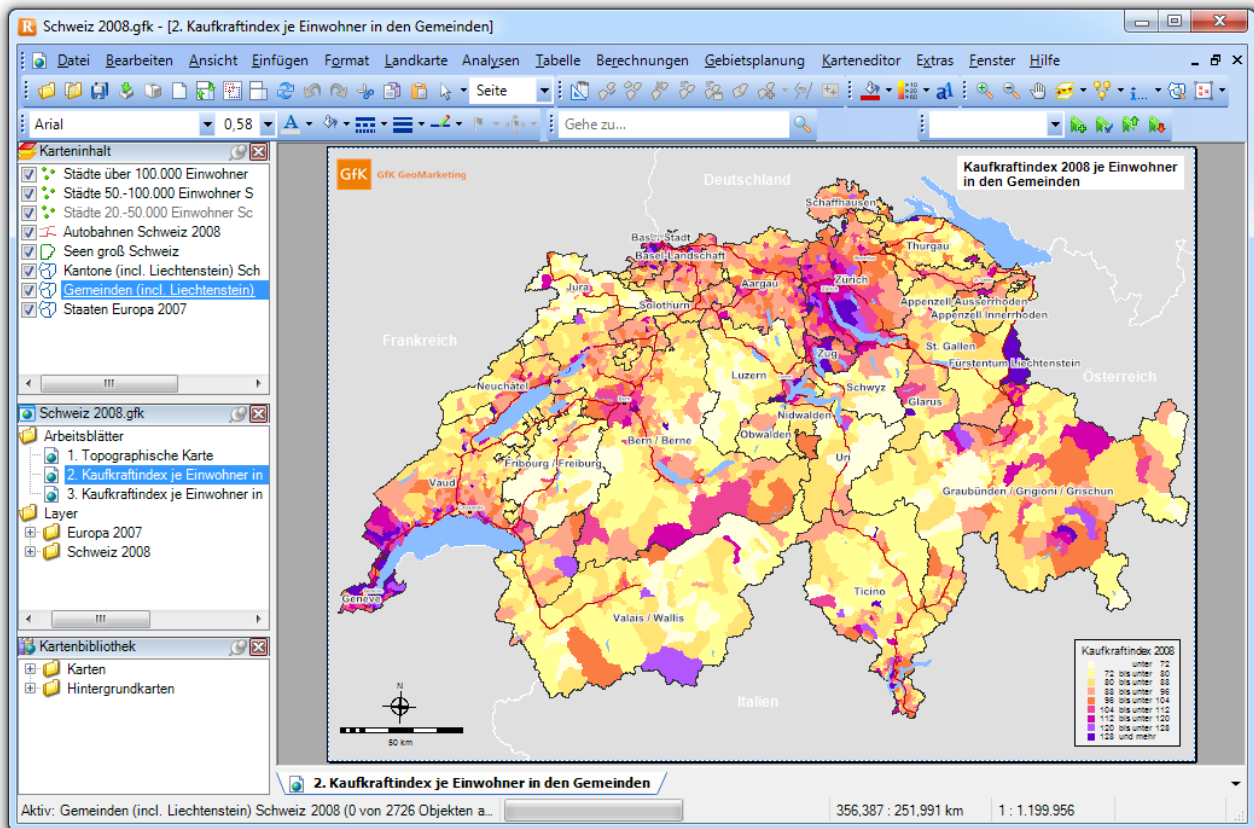 Schweiz 2008.gfk - [2. Kaufkraftindex je Einwohner in den Gemeinden]
Datei Bearbeiten Ansicht Einfügen Format Landkarte Analysen Tabelle Berechnungen Gebietsplanung Karteneditor Extras Fenster Hilfe
Seite
Arial 0,58 Gehe zu...
Karteninhalt
Städte über 100.000 Einwohner
Städte 50.-100.000 Einwohner S
Städte 20.-50.000 Einwohner Sc
Autobahnen Schweiz 2008
Seen groß Schweiz
Kantone (incl. Liechtenstein) Sch
Gemeinden (incl. Liechtenstein)
Staaten Europa 2007
Schweiz 2008.gfk
Arbeitsblätter
1. Topographische Karte
2. Kaufkraftindex je Einwohner in
3. Kaufkraftindex je Einwohner in
Layer
Europa 2007
Schweiz 2008
Kartenbibliothek
Karten
Hintergrundkarten
GfK GfK GeoMarketing
Kaufkraftindex 2008 je Einwohner
in den Gemeinden
Deutschland
Schaffhausen
Basel-Stadt
Basel-Landschaft
Thurgau
Jura
Aargau
Zürich
Solothurn
Appenzell Ausserrhoden
Appenzell Innerrhoden
Frankreich
St. Gallen
Zug
Fürstentum Liechtenstein
Luzern
Österreich
Neuchâtel
Schwyz
Glarus
Nidwalden
Obwalden
Bern / Berne
Uri
Fribourg / Freiburg
Vaud
Graubünden / Grigioni / Grischun
Genève
Ticino
Valais / Wallis
Italien
N
50 km
Kaufkraftindex 2008
unter 72
72 bis unter 80
80 bis unter 88
88 bis unter 96
96 bis unter 104
104 bis unter 112
112 bis unter 120
120 bis unter 128
128 und mehr
2. Kaufkraftindex je Einwohner in den Gemeinden
Aktiv: Gemeinden (incl. Liechtenstein) Schweiz 2008 (0 von 2726 Objekten a... 356,387 : 251,991 km 1 : 1.199.956